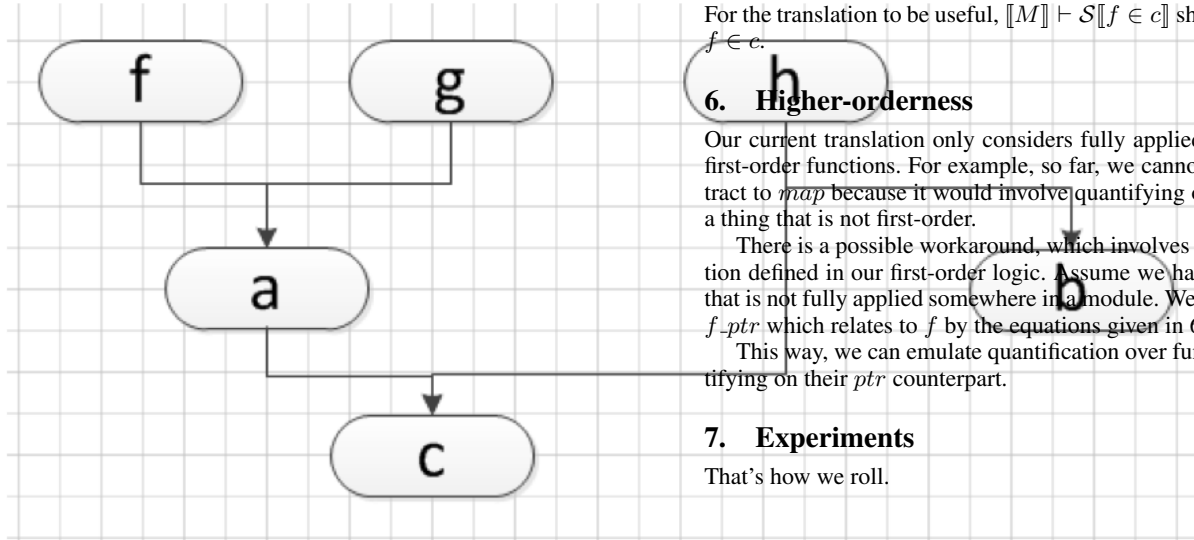 f
g
h
a
b
c
For the translation to be useful, ⟦M⟧ ⊢ S⟦f ∈ c⟧ sh
f ∈ c.
6. Higher-orderness
Our current translation only considers fully applied
first-order functions. For example, so far, we canno
tract to map because it would involve quantifying
a thing that is not first-order.
There is a possible workaround, which involves
tion defined in our first-order logic. Assume we ha
that is not fully applied somewhere in a module. We
f_ptr which relates to f by the equations given in 6
This way, we can emulate quantification over fu
tifying on their ptr counterpart.
7. Experiments
That's how we roll.